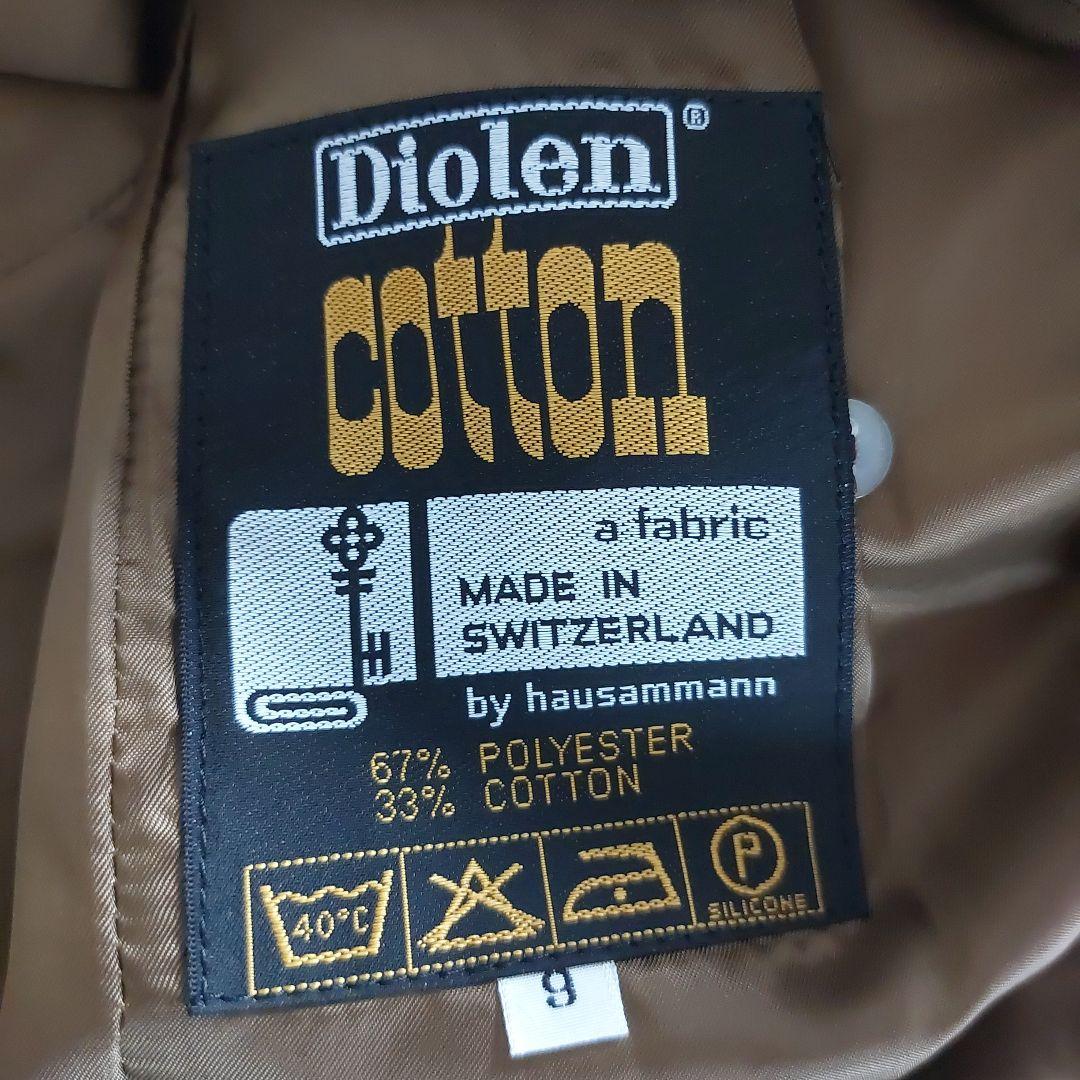 Diolen®
cotton
a fabric
MADE IN
SWITZERLAND
H
by hausammann
67% POLYESTER
33% COTTON
40°C
P
SILICONE
9